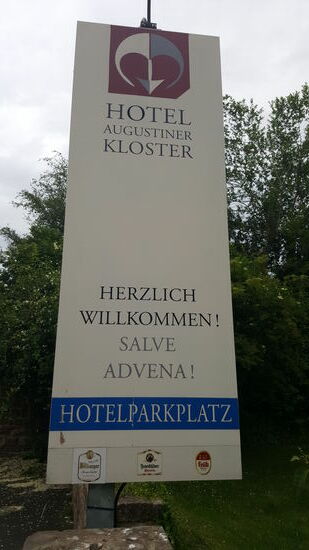 HOTEL
AUGUSTINER
KLOSTER
HERZLICH
WILLKOMMEN!
SALVE
ADVENA!
HOTELPARKPLATZ